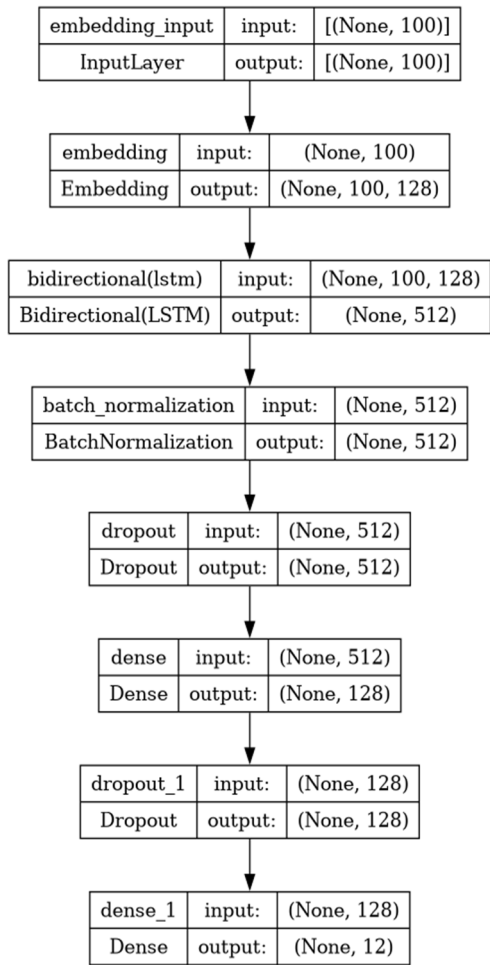 embedding_input input: [(None, 100)]
InputLayer output: [(None, 100)]
embedding input: (None, 100)
Embedding output: (None, 100, 128)
bidirectional(lstm) input: (None, 100, 128)
Bidirectional(LSTM) output: (None, 512)
batch_normalization input: (None, 512)
BatchNormalization output: (None, 512)
dropout input: (None, 512)
Dropout output: (None, 512)
dense input: (None, 512)
Dense output: (None, 128)
dropout_1 input: (None, 128)
Dropout output: (None, 128)
dense_1 input: (None, 128)
Dense output: (None, 12)